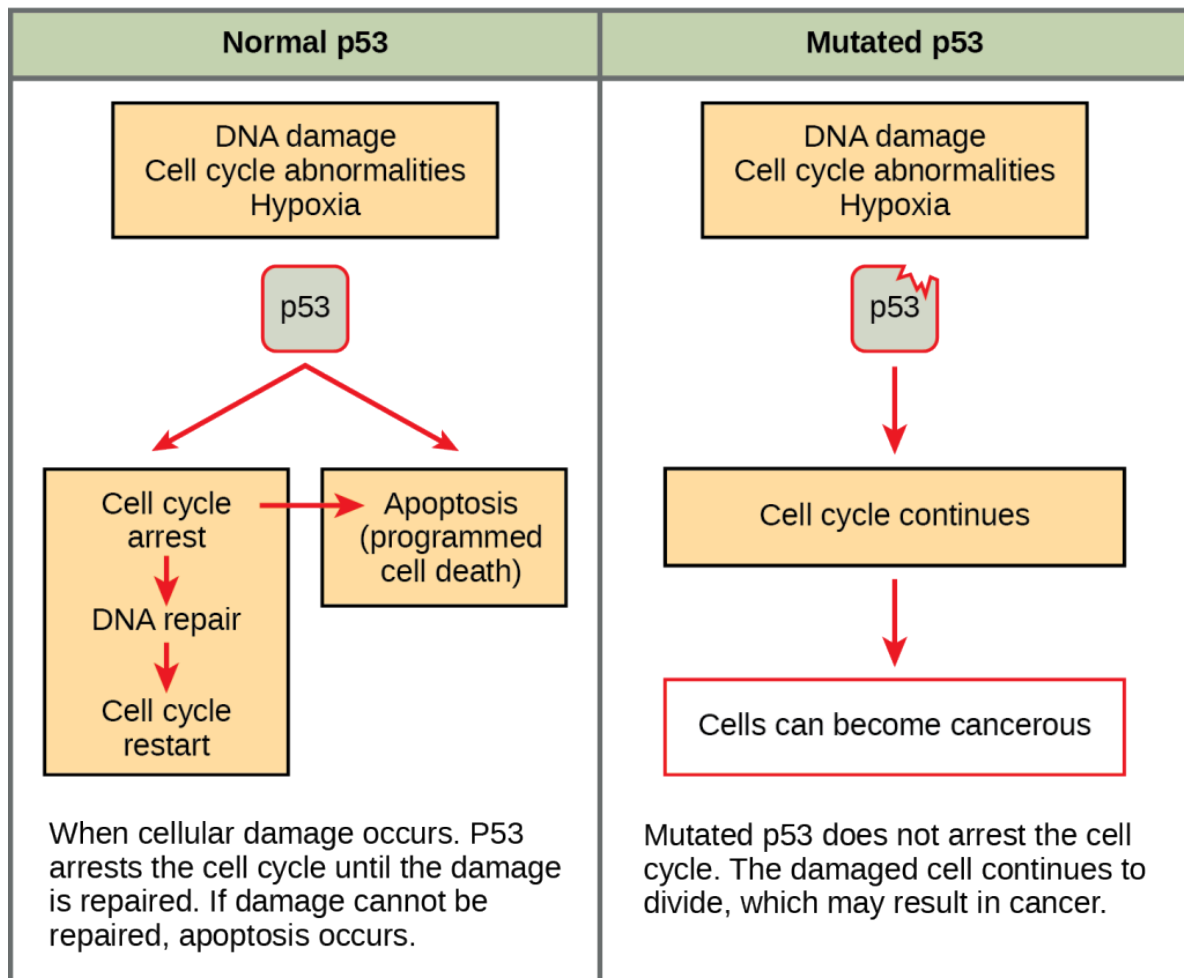 Normal p53
DNA damage
Cell cycle abnormalities
Hypoxia
p53
Cell cycle
arrest
DNA repair
Cell cycle
restart
Apoptosis
(programmed
cell death)
When cellular damage occurs. P53
arrests the cell cycle until the damage
is repaired. If damage cannot be
repaired, apoptosis occurs.
Mutated p53
DNA damage
Cell cycle abnormalities
Hypoxia
p53
Cell cycle continues
Cells can become cancerous
Mutated p53 does not arrest the cell
cycle. The damaged cell continues to
divide, which may result in cancer.